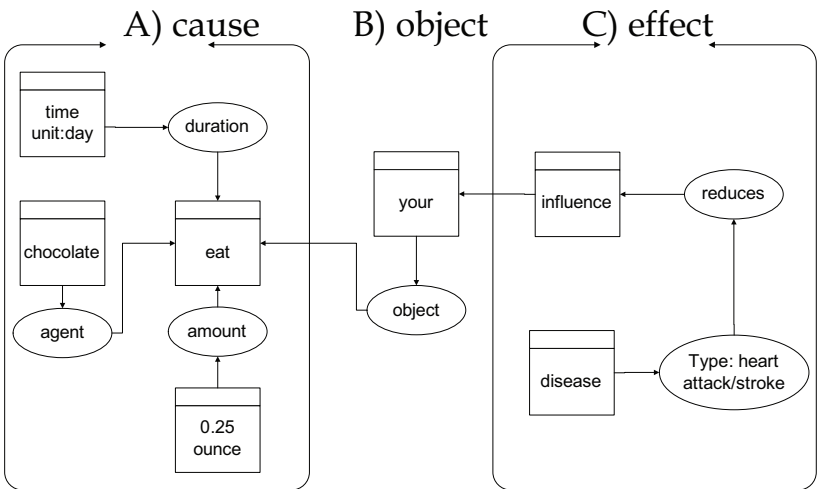 A) cause
B) object
C) effect
time
unit:day
duration
chocolate
eat
agent
amount
0.25
ounce
your
object
influence
reduces
disease
Type: heart
attack/stroke